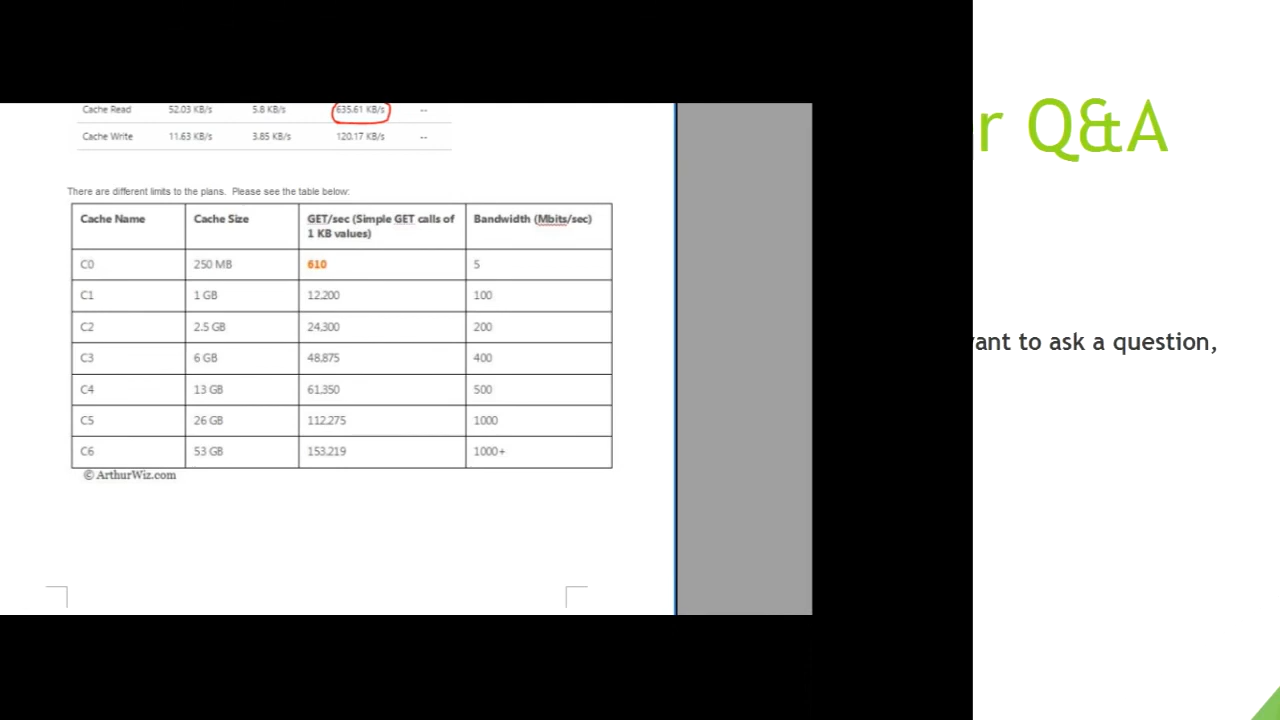 Cache Read 52.03 KB/s 5.8 KB/s 635.61 KB/s --
Cache Write 11.63 KB/s 3.85 KB/s 120.17 KB/s --
There are different limits to the plans. Please see the table below:
Cache Name Cache Size GET/sec (Simple GET calls of 1 KB values) Bandwidth (Mbits/sec)
C0 250 MB 610 5
C1 1 GB 12,200 100
C2 2.5 GB 24,300 200
C3 6 GB 48,875 400
C4 13 GB 61,350 500
C5 26 GB 112,275 1000
C6 53 GB 153,219 1000+
© ArthurWiz.com
r Q&A
to ask a question,